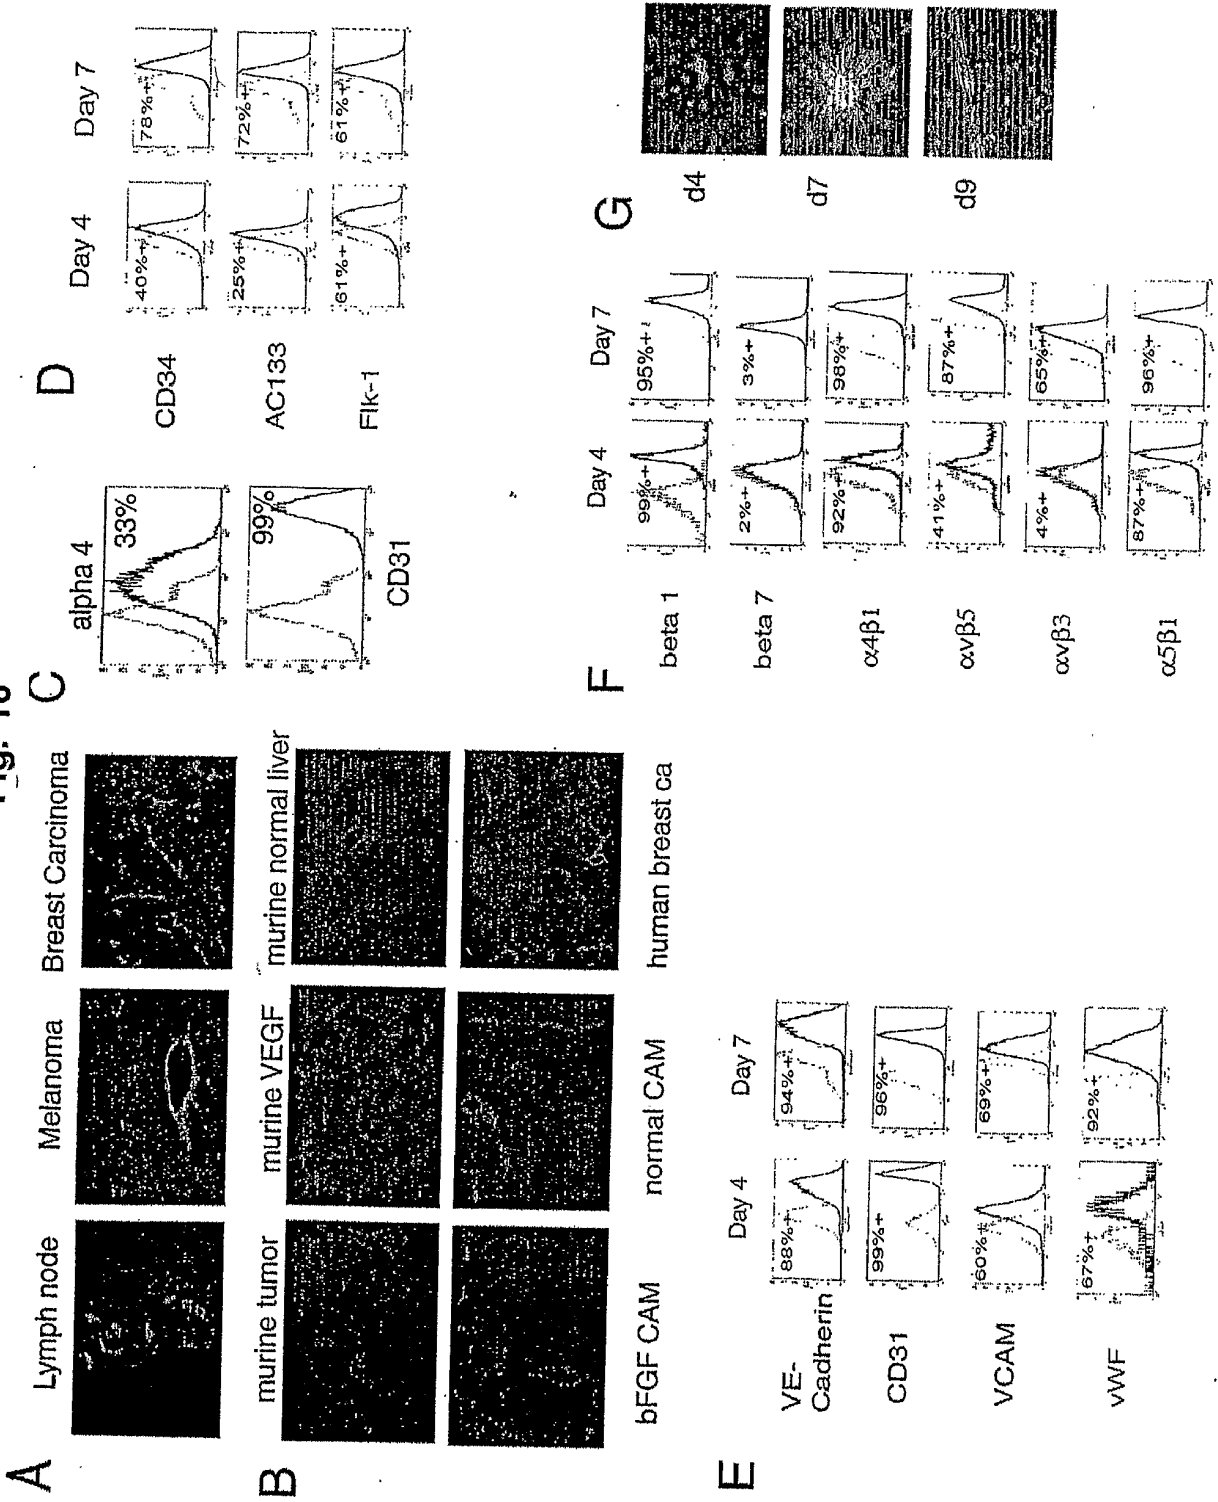 A
Lymph node
Melanoma
Breast Carcinoma
B
murine tumor
murine VEGF
murine normal liver
bFGF CAM
normal CAM
human breast ca
C
alpha 4
33%
99%
CD31
D
Day 4
Day 7
CD34
40%+
78%+
AC133
25%+
72%+
Flk-1
61%+
61%+
E
Day 4
Day 7
VE-
Cadherin
88%+
94%+
CD31
99%+
96%+
VCAM
60%+
69%+
vWF
67%+
92%+
F
Day 4
Day 7
beta 1
99%+
95%+
beta 7
2%+
3%+
α4β1
92%+
98%+
αvβ5
41%+
87%+
αvβ3
4%+
65%+
α5β1
87%+
96%+
G
d4
d7
d9